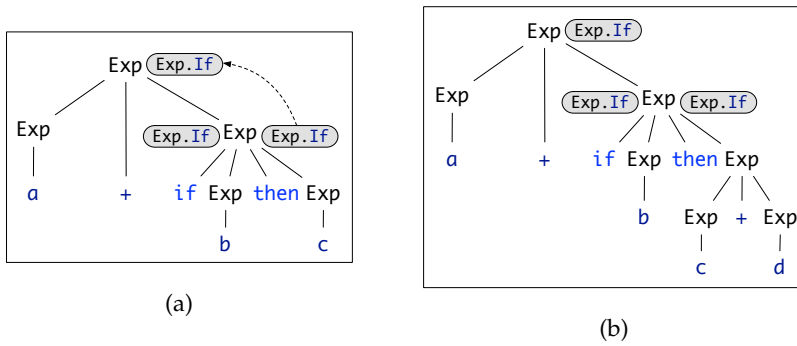 Exp Exp.If
Exp Exp.If Exp Exp.If
a + if Exp then Exp
b c
(a)
Exp Exp.If
Exp Exp.If Exp Exp.If
a + if Exp then Exp
b Exp + Exp
c d
(b)